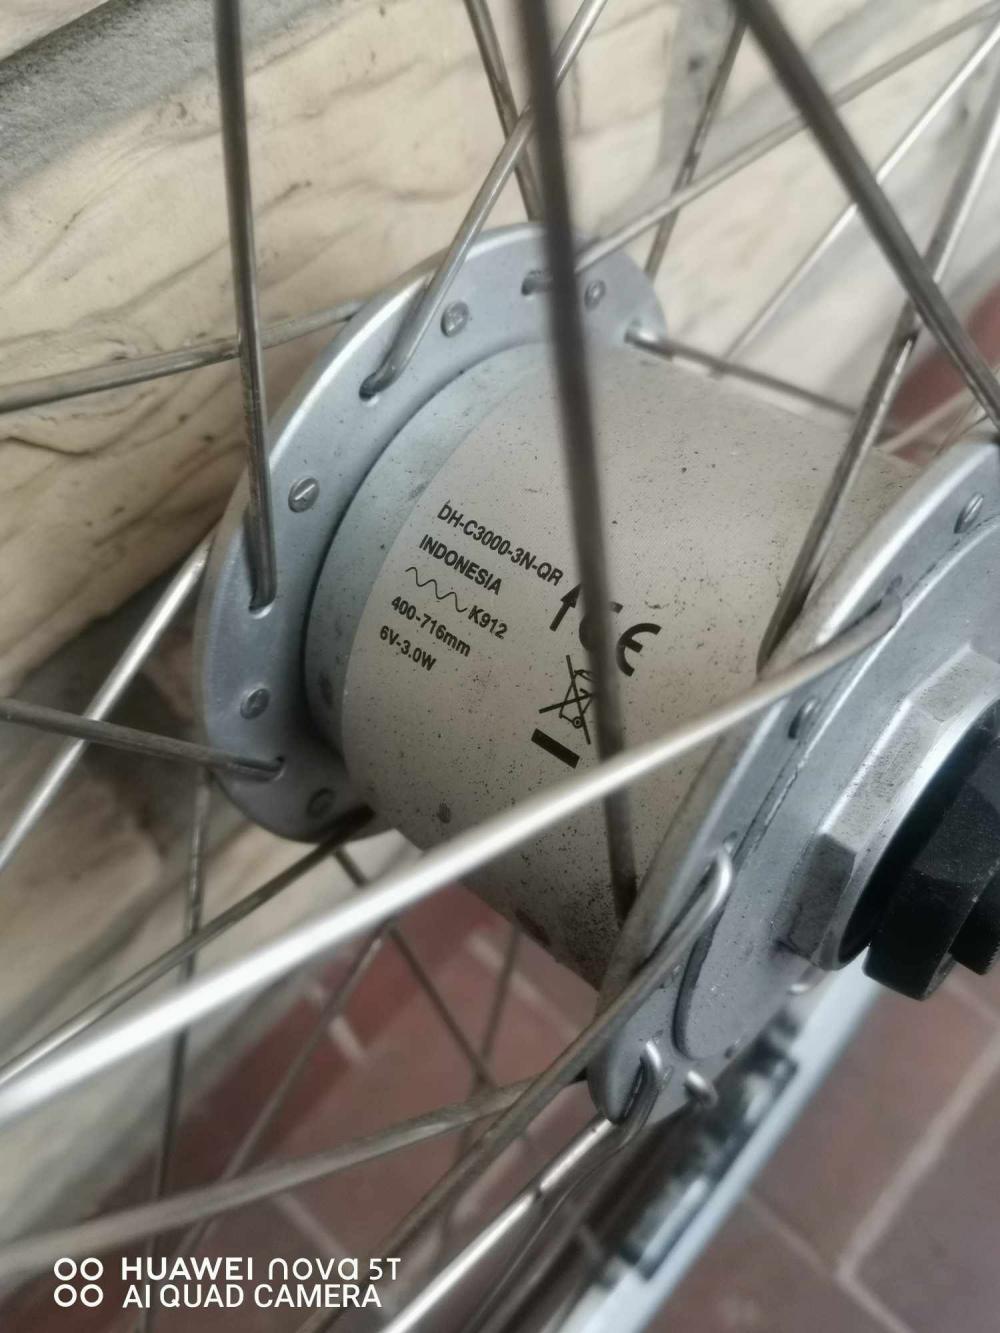 DH-C3000-3N-QR
INDONESIA
K912
400-716mm
6V-3.0W
CE
HUAWEI nova 5T
AI QUAD CAMERA